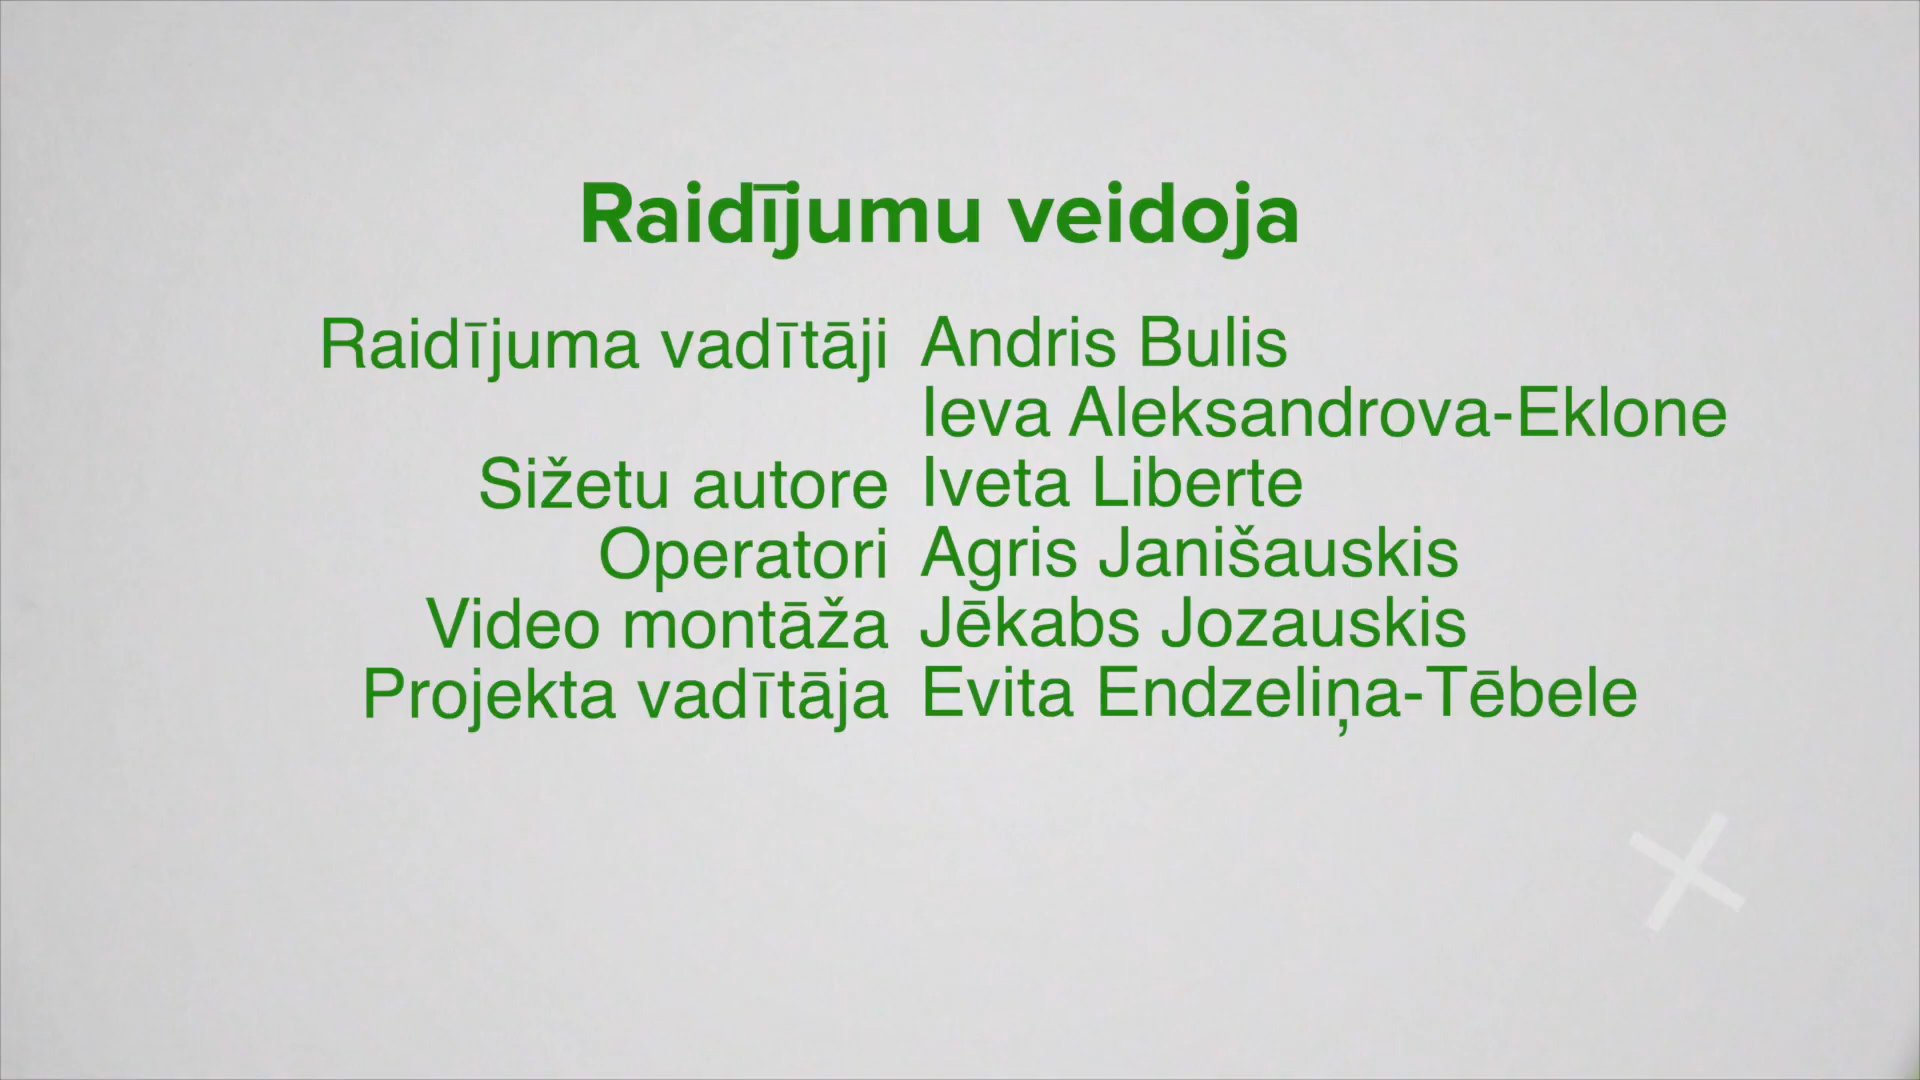 Raidījumu veidoja
Raidījuma vadītāji Andris Bulis
Ieva Aleksandrova-Eklone
Sižetu autore Iveta Liberte
Operatori Agris Janišauskis
Video montāža Jēkabs Jozauskis
Projekta vadītāja Evita Endzeliņa-Tēbele